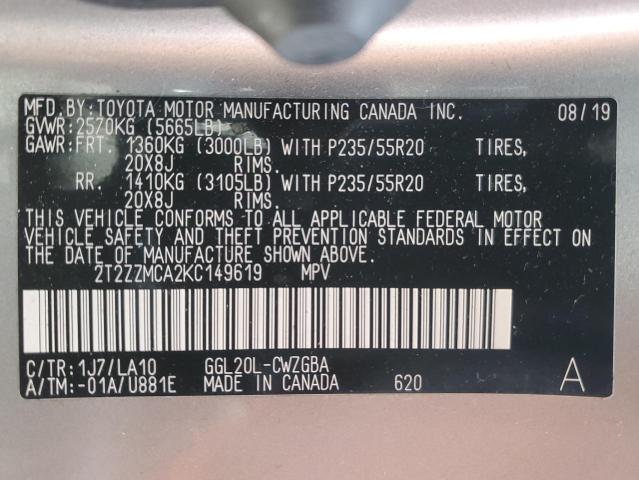 MFD.BY:TOYOTA MOTOR MANUFACTURING CANADA INC. 08/19
GVWR:2570KG (5665LB)
GAWR:FRT. 1360KG (3000LB) WITH P235/55R20 TIRES,
20X8J RIMS.
RR. 1410KG (3105LB) WITH P235/55R20 TIRES,
20X8J RIMS.
THIS VEHICLE CONFORMS TO ALL APPLICABLE FEDERAL MOTOR
VEHICLE SAFETY AND THEFT PREVENTION STANDARDS IN EFFECT ON
THE DATE OF MANUFACTURE SHOWN ABOVE.
2T2ZZMCA2KC149619 MPV
C/TR:1J7/LA10 GGL20L-CWZGBA
A/TM:-01A/U881E MADE IN CANADA 620 A